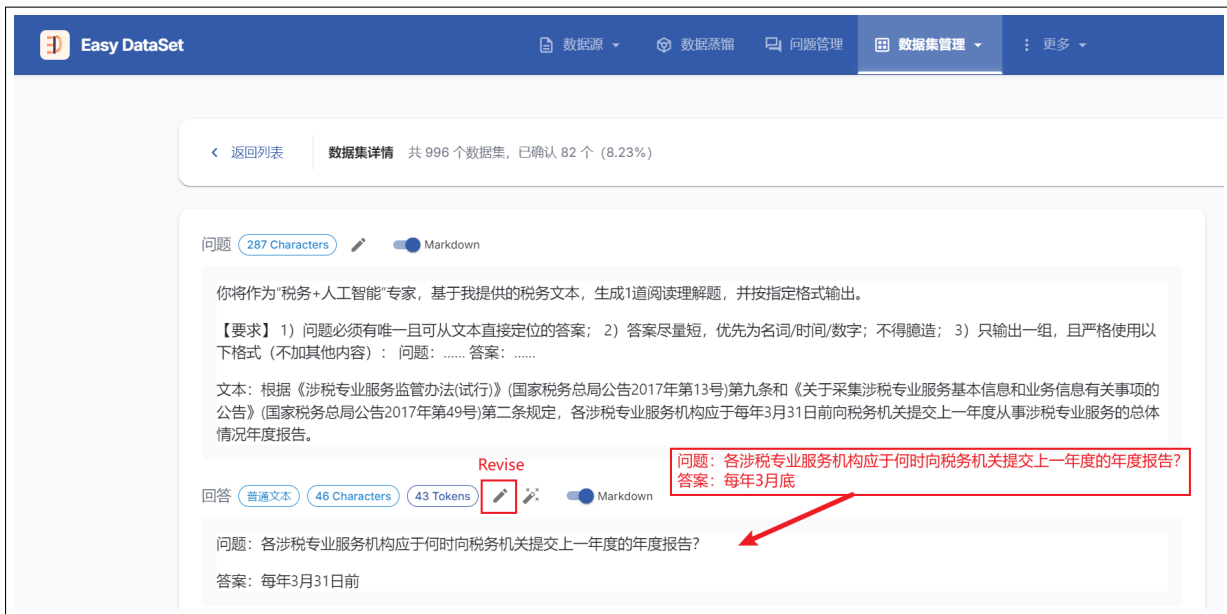 Easy DataSet
数据源
数据蒸馏
问题管理
数据集管理
更多
返回列表
数据集详情
共 996 个数据集，已确认 82 个 (8.23%)
问题
287 Characters
Markdown
你将作为“税务+人工智能”专家，基于我提供的税务文本，生成1道阅读理解题，并按指定格式输出。
【要求】1）问题必须有唯一且可从文本直接定位的答案；2）答案尽量短，优先为名词/时间/数字；不得臆造；3）只输出一组，且严格使用以
下格式（不加其他内容）：问题：...... 答案：......
文本：根据《涉税专业服务监管办法(试行)》(国家税务总局公告2017年第13号)第九条和《关于采集涉税专业服务基本信息和业务信息有关事项的
公告》(国家税务总局公告2017年第49号)第二条规定，各涉税专业服务机构应于每年3月31日前向税务机关提交上一年度从事涉税专业服务的总体
情况年度报告。
Revise
问题：各涉税专业服务机构应于何时向税务机关提交上一年度的年度报告？
答案：每年3月底
回答
普通文本
46 Characters
43 Tokens
Markdown
问题：各涉税专业服务机构应于何时向税务机关提交上一年度的年度报告？
答案：每年3月31日前